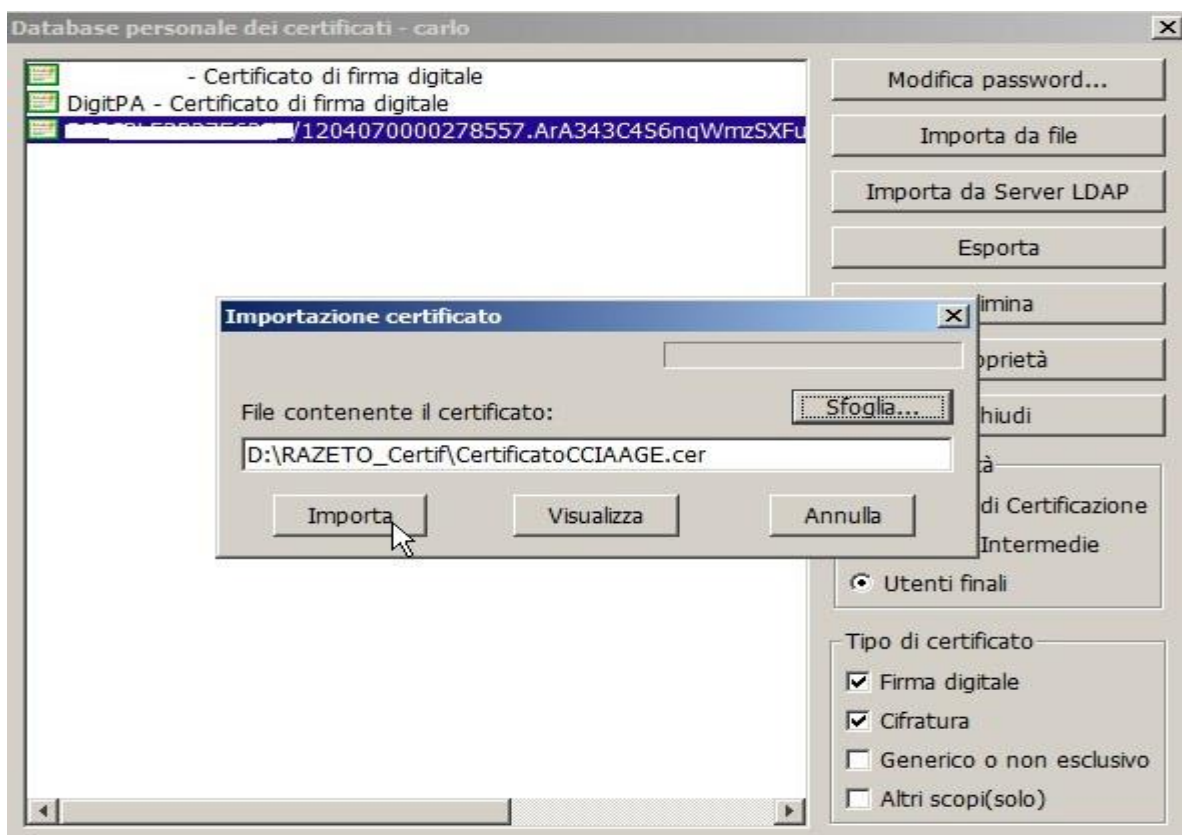 Database personale dei certificati - carlo
- Certificato di firma digitale
DigitPA - Certificato di firma digitale
/1204070000278557.ArA343C4S6nqWmzSXFu
Modifica password...
Importa da file
Importa da Server LDAP
Esporta
imina
oprietà
hiudi
Importazione certificato
Sfoglia...
File contenente il certificato:
D:\RAZETO_Certif\CertificatoCCIAAGE.cer
Importa
Visualizza
Annulla
à
di Certificazione
Intermedie
Utenti finali
Tipo di certificato
Firma digitale
Cifratura
Generico o non esclusivo
Altri scopi(solo)